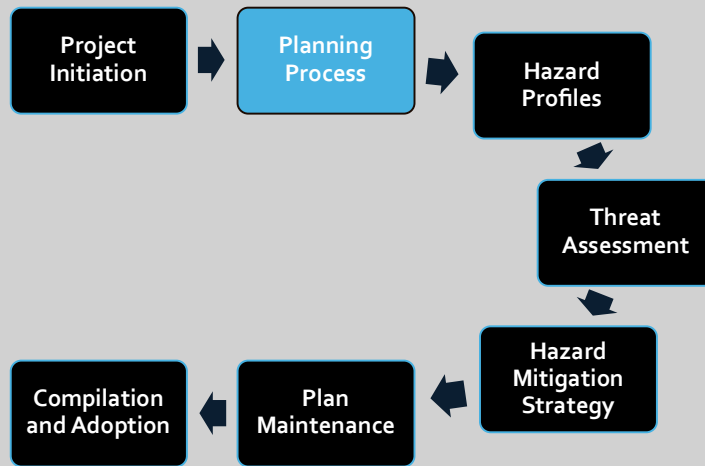 Project
Initiation
Planning
Process
Hazard
Profiles
Threat
Assessment
Hazard
Mitigation
Strategy
Plan
Maintenance
Compilation
and Adoption